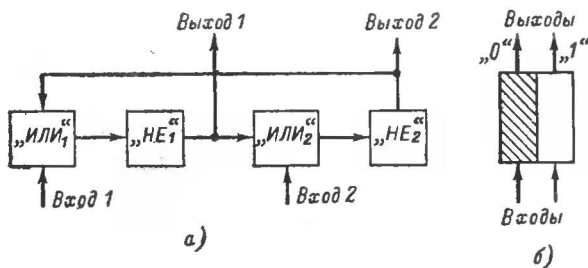 Выход 1 Выход 2 Выходы
„0“ „1“
„ИЛИ₁“ „НЕ₁“ „ИЛИ₂“ „НЕ₂“
Вход 1 Вход 2
Входы
а) б)